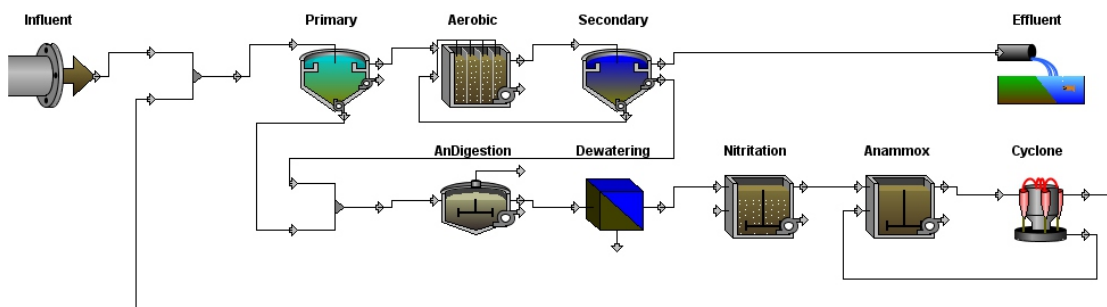 Influent
Primary
Aerobic
Secondary
Effluent
AnDigestion
Dewatering
Nitritation
Anammox
Cyclone